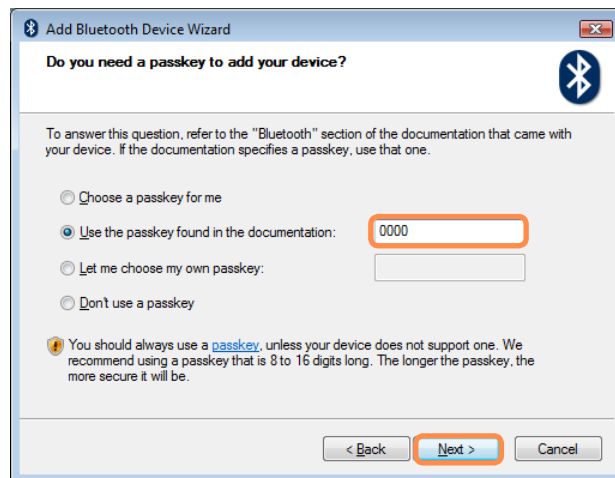 Add Bluetooth Device Wizard
Do you need a passkey to add your device?
To answer this question, refer to the "Bluetooth" section of the documentation that came with
your device. If the documentation specifies a passkey, use that one.
Choose a passkey for me
Use the passkey found in the documentation: 0000
Let me choose my own passkey:
Don't use a passkey
You should always use a passkey, unless your device does not support one. We
recommend using a passkey that is 8 to 16 digits long. The longer the passkey, the
more secure it will be.
< Back Next > Cancel